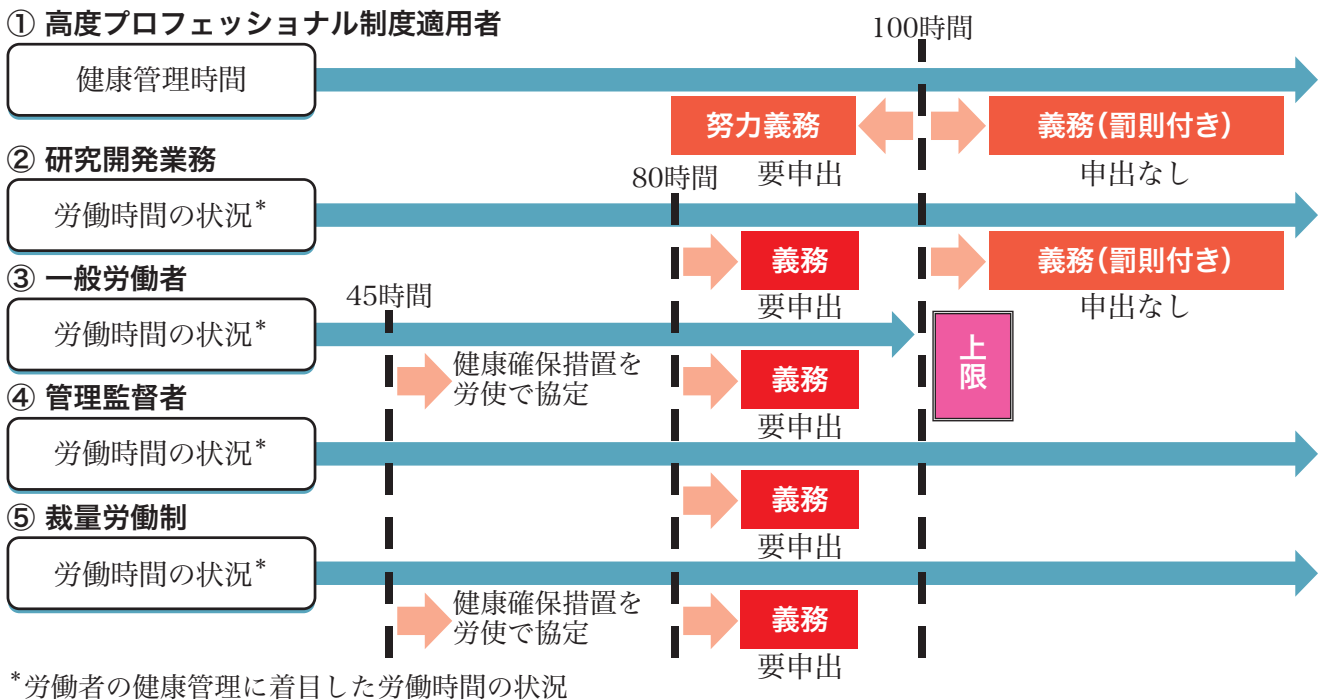 ① 高度プロフェッショナル制度適用者
100時間
健康管理時間
努力義務
義務(罰則付き)
要申出
申出なし
② 研究開発業務
80時間
労働時間の状況*
義務
義務(罰則付き)
要申出
申出なし
③ 一般労働者
45時間
労働時間の状況*
上限
健康確保措置を
労使で協定
義務
要申出
④ 管理監督者
労働時間の状況*
義務
要申出
⑤ 裁量労働制
労働時間の状況*
健康確保措置を
労使で協定
義務
要申出
*労働者の健康管理に着目した労働時間の状況